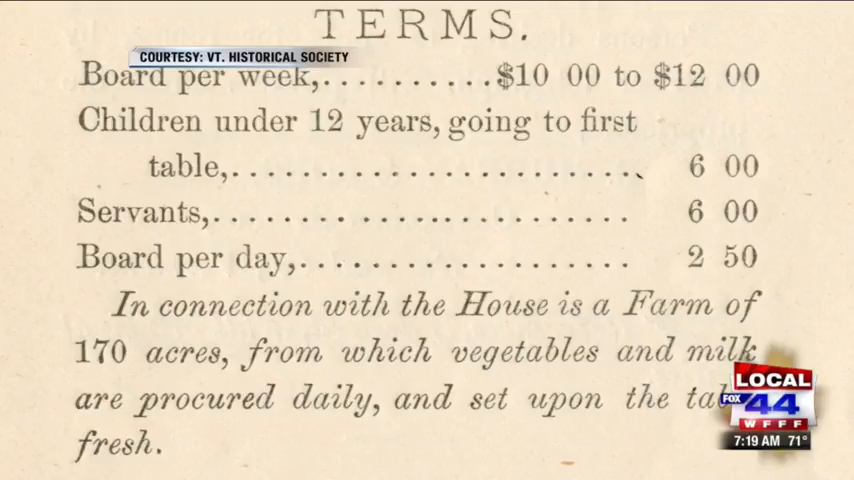 TERMS.
COURTESY: VT. HISTORICAL SOCIETY
Board per week,..........$10 00 to $12 00
Children under 12 years, going to first
table,........................... 6 00
Servants,........................... 6 00
Board per day,..................... 2 50
In connection with the House is a Farm of
170 acres, from which vegetables and milk
are procured daily, and set upon the
fresh.
LOCAL
FOX 44
WFFF
7:19 AM 71°